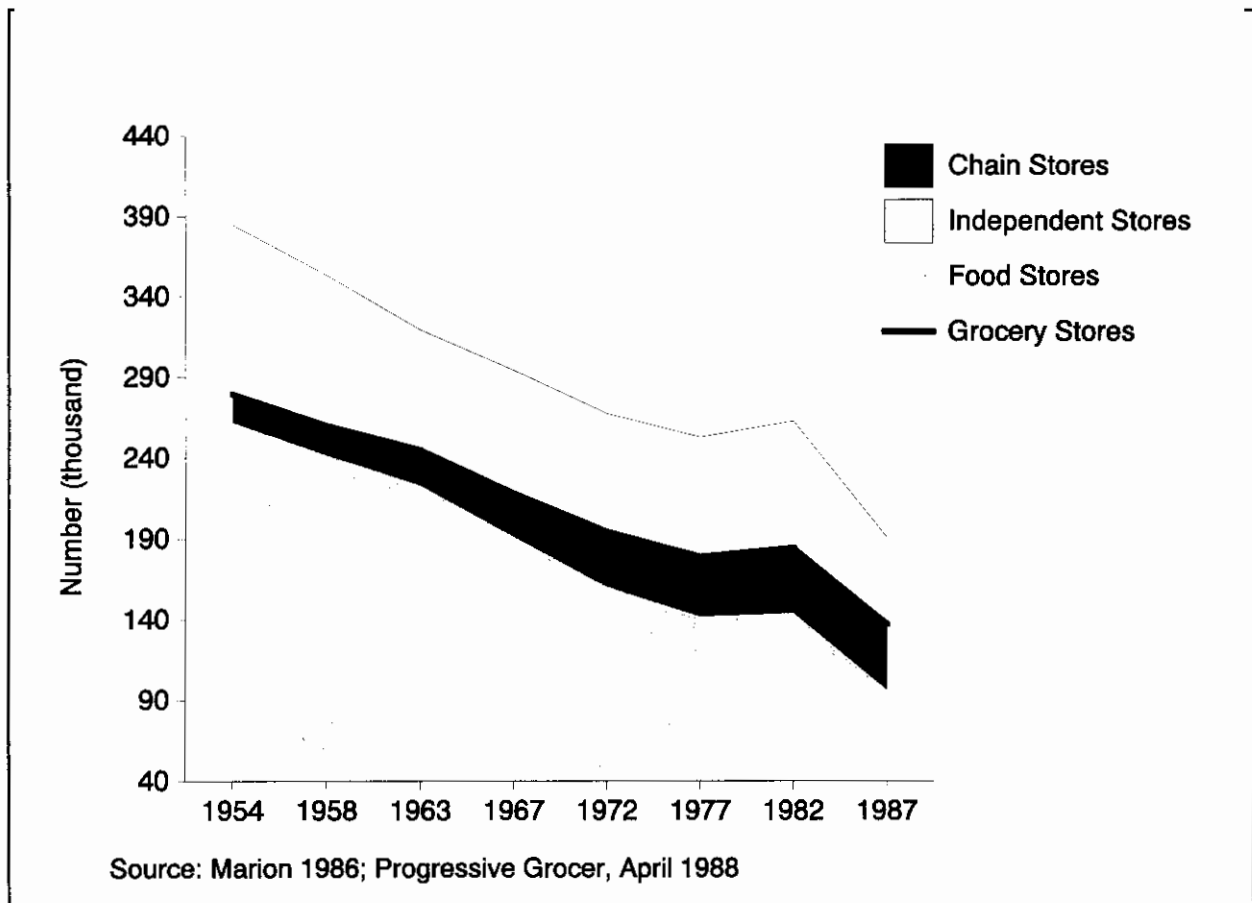 440
390
340
290
240
190
140
90
40
Number (thousand)
1954 1958 1963 1967 1972 1977 1982 1987
Chain Stores
Independent Stores
Food Stores
Grocery Stores
Source: Marion 1986; Progressive Grocer, April 1988